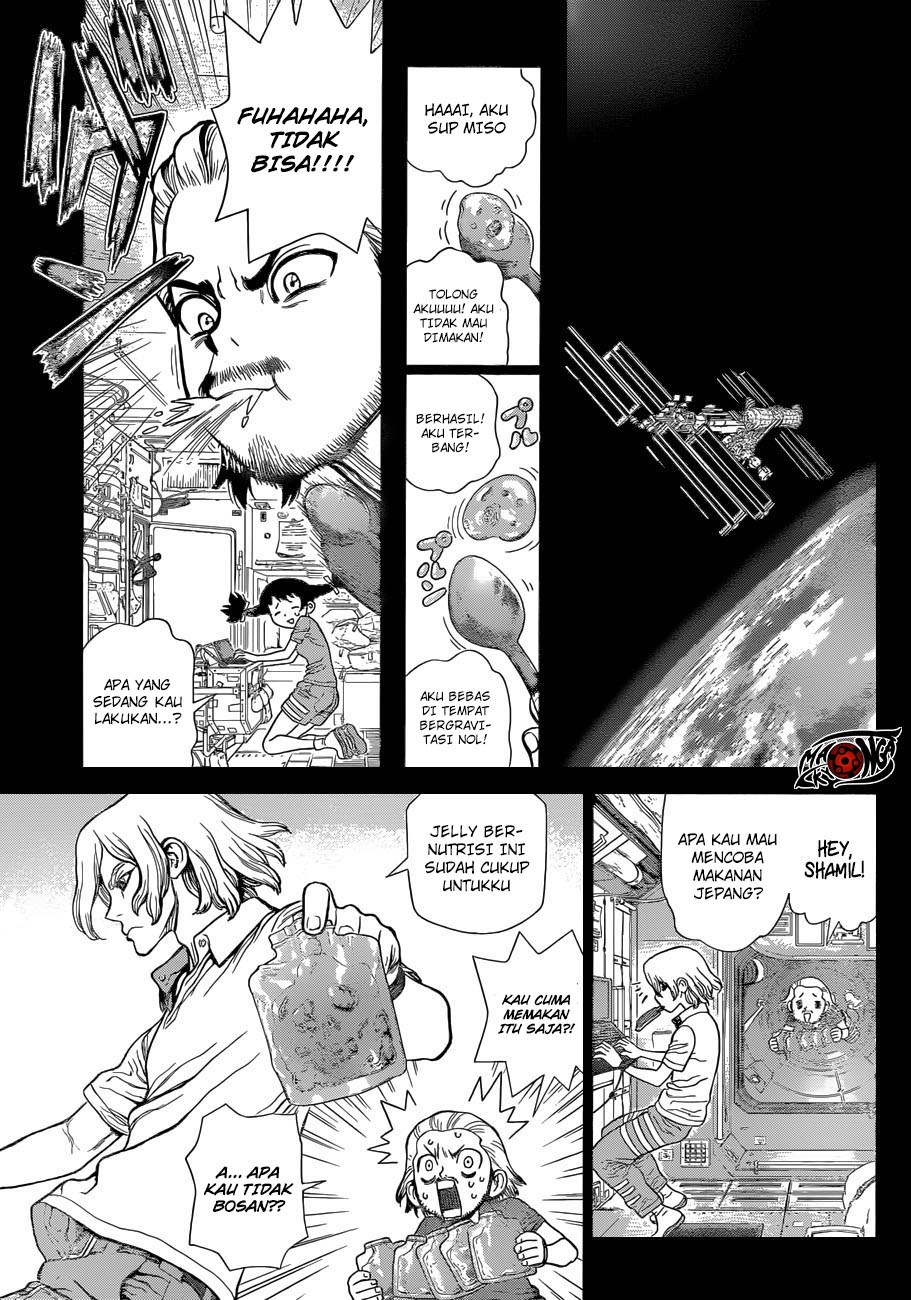 HAAAI, AKU
SUP MISO
TOLONG
AKUUUU! AKU
TIDAK MAU
DIMAKAN!
BERHASIL!
AKU TER-
BANG!
AKU BEBAS
DI TEMPAT
BERGRAVI-
TASI NOL!
FUHAHAHA,
TIDAK
BISA!!!!
APA YANG
SEDANG KAU
LAKUKAN...?
HEY,
SHAMIL!
APA KAU MAU
MENCOBA
MAKANAN
JEPANG?
JELLY BER-
NUTRISI INI
SUDAH CUKUP
UNTUKKU
KAU CUMA
MEMAKAN
ITU SAJA?!
A... APA
KAU TIDAK
BOSAN??